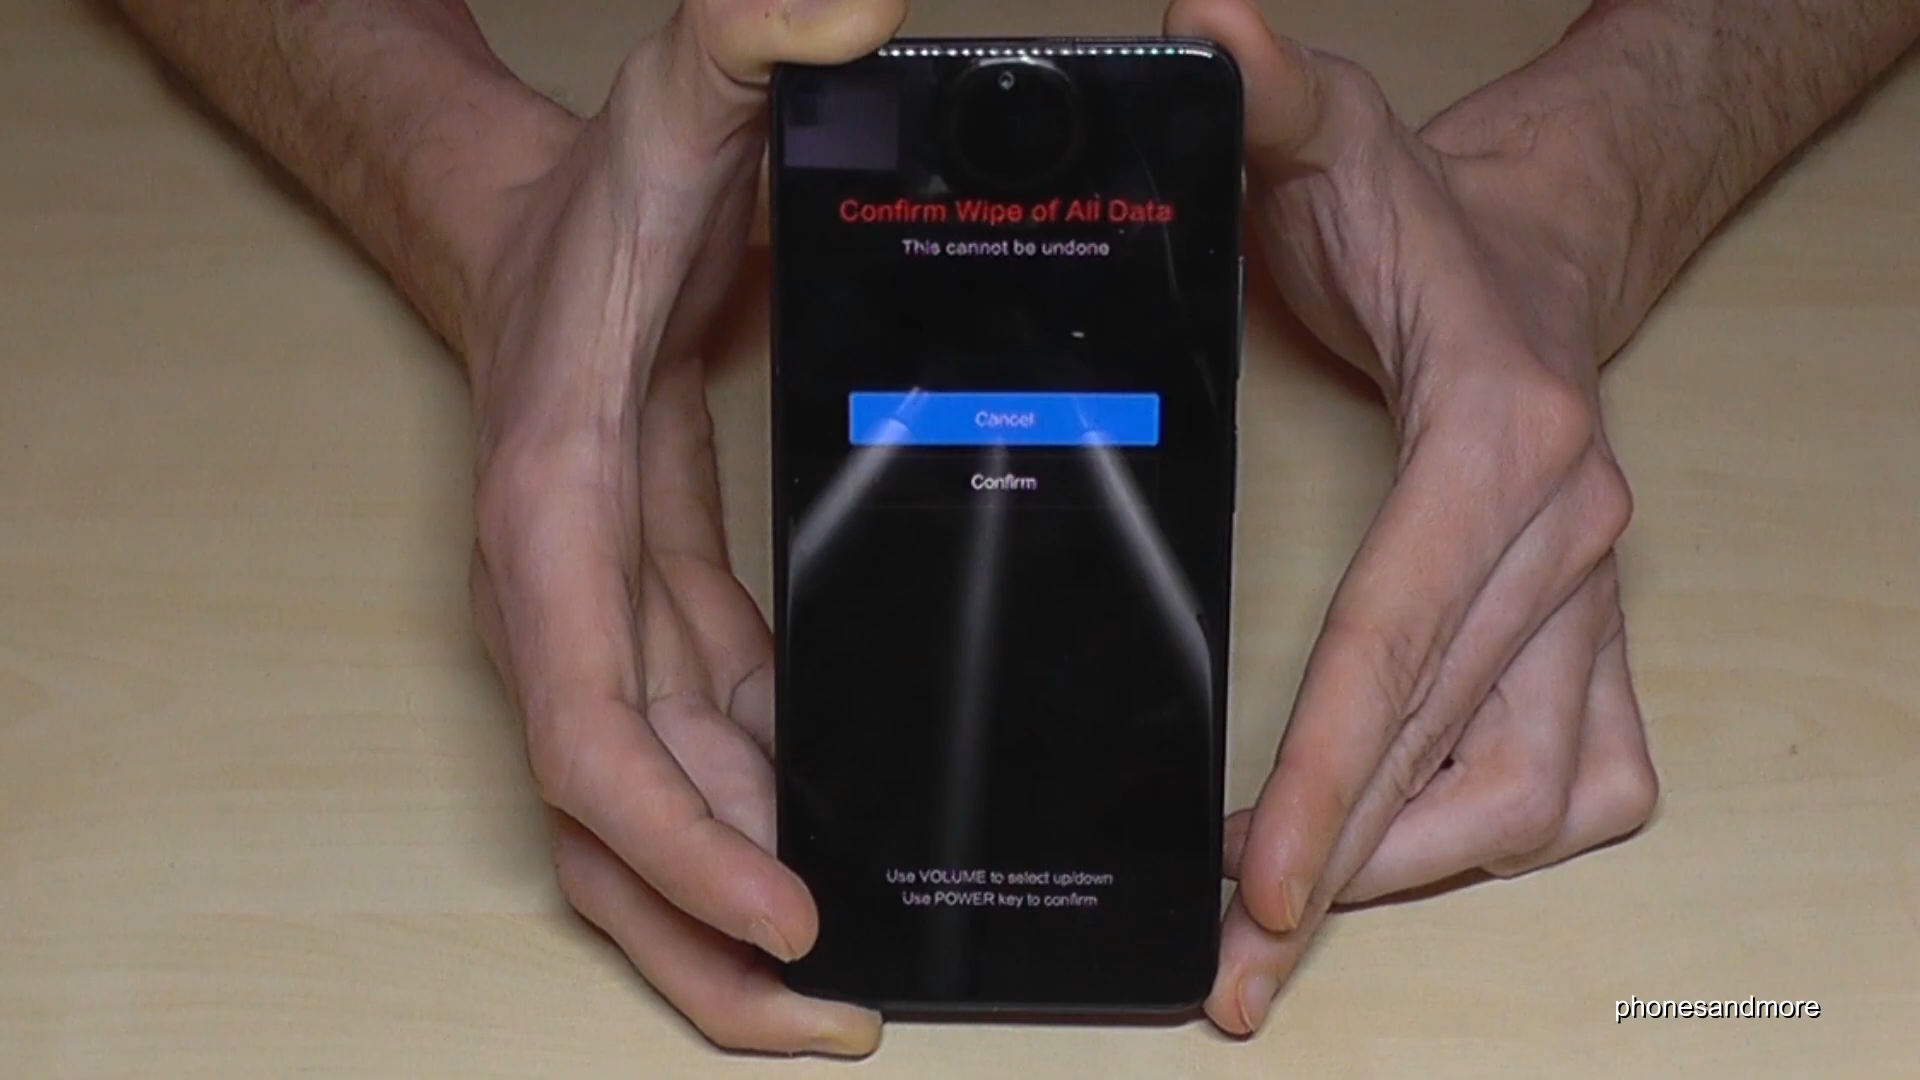 Confirm Wipe of All Data
This cannot be undone
Cancel
Confirm
Use VOLUME to select up/down
Use POWER key to confirm
phonesandmore